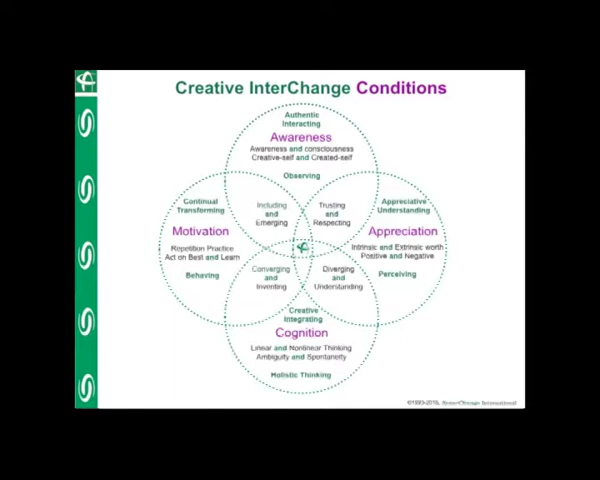 Creative InterChange Conditions
Authentic
Interacting
Awareness
Awareness and consciousness
Creative-self and Created-self
Observing
Continual
Transforming
Including
and
Emerging
Trusting
and
Respecting
Appreciative
Understanding
Motivation
Repetition Practice
Act on Best and Learn
Behaving
Appreciation
Intrinsic and Extrinsic worth
Positive and Negative
Perceiving
Converging
and
Inventing
Diverging
and
Understanding
Creative
Integrating
Cognition
Linear and Nonlinear Thinking
Ambiguity and Spontaneity
Holistic Thinking
InterChange International